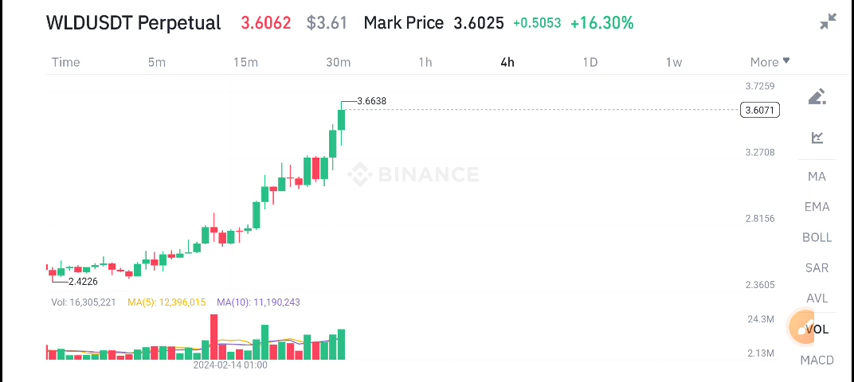 WLDUSDT Perpetual 3.6062 $3.61 Mark Price 3.6025 +0.5053 +16.30%
Time 5m 15m 30m 1h 4h 1D 1w More
3.7259
3.6638
3.6071
3.2708
BINANCE
2.8156
2.4226
2.3605
MA
EMA
BOLL
SAR
AVL
VOL
MACD
Vol: 16,305,221 MA(5): 12,396,015 MA(10): 11,190,243
24.3M
2.13M
2024-02-14 01:00